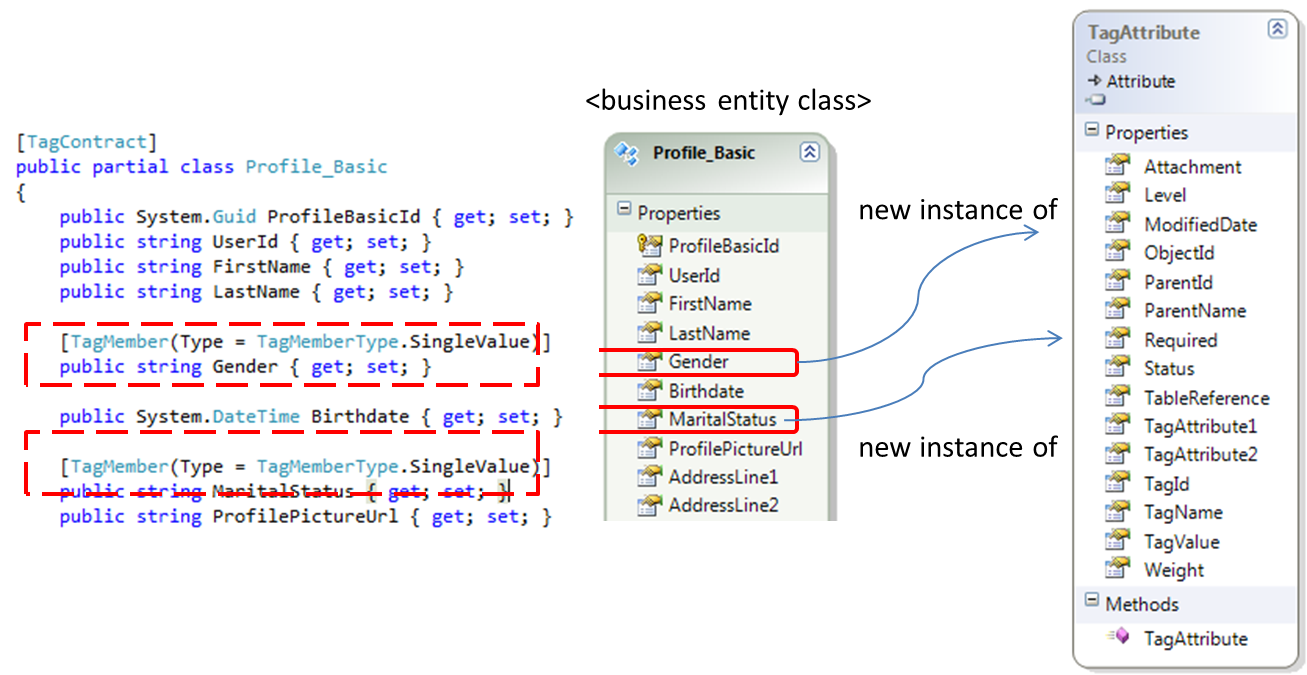 [TagContract]
public partial class Profile_Basic
{
public System.Guid ProfileBasicId { get; set; }
public string UserId { get; set; }
public string FirstName { get; set; }
public string LastName { get; set; }
[TagMember(Type = TagMemberType.SingleValue)]
public string Gender { get; set; }
public System.DateTime Birthdate { get; set; }
[TagMember(Type = TagMemberType.SingleValue)]
public string MaritalStatus { get; set; }
public string ProfilePictureUrl { get; set; }
<business entity class>
Profile_Basic
Properties
ProfileBasicId
UserId
FirstName
LastName
Gender
Birthdate
MaritalStatus
ProfilePictureUrl
AddressLine1
AddressLine2
new instance of
new instance of
TagAttribute
Class
Attribute
Properties
Attachment
Level
ModifiedDate
ObjectId
ParentId
ParentName
Required
Status
TableReference
TagAttribute1
TagAttribute2
TagId
TagName
TagValue
Weight
Methods
TagAttribute